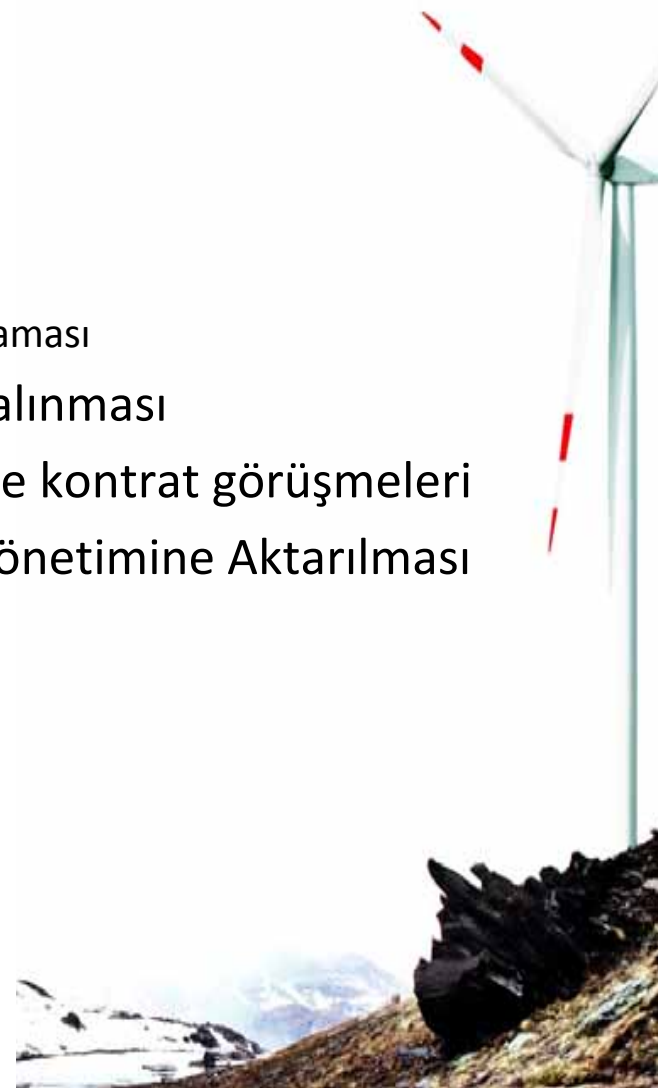 aması
alınması
e kontrat görüşmeleri
önetimine Aktarılması